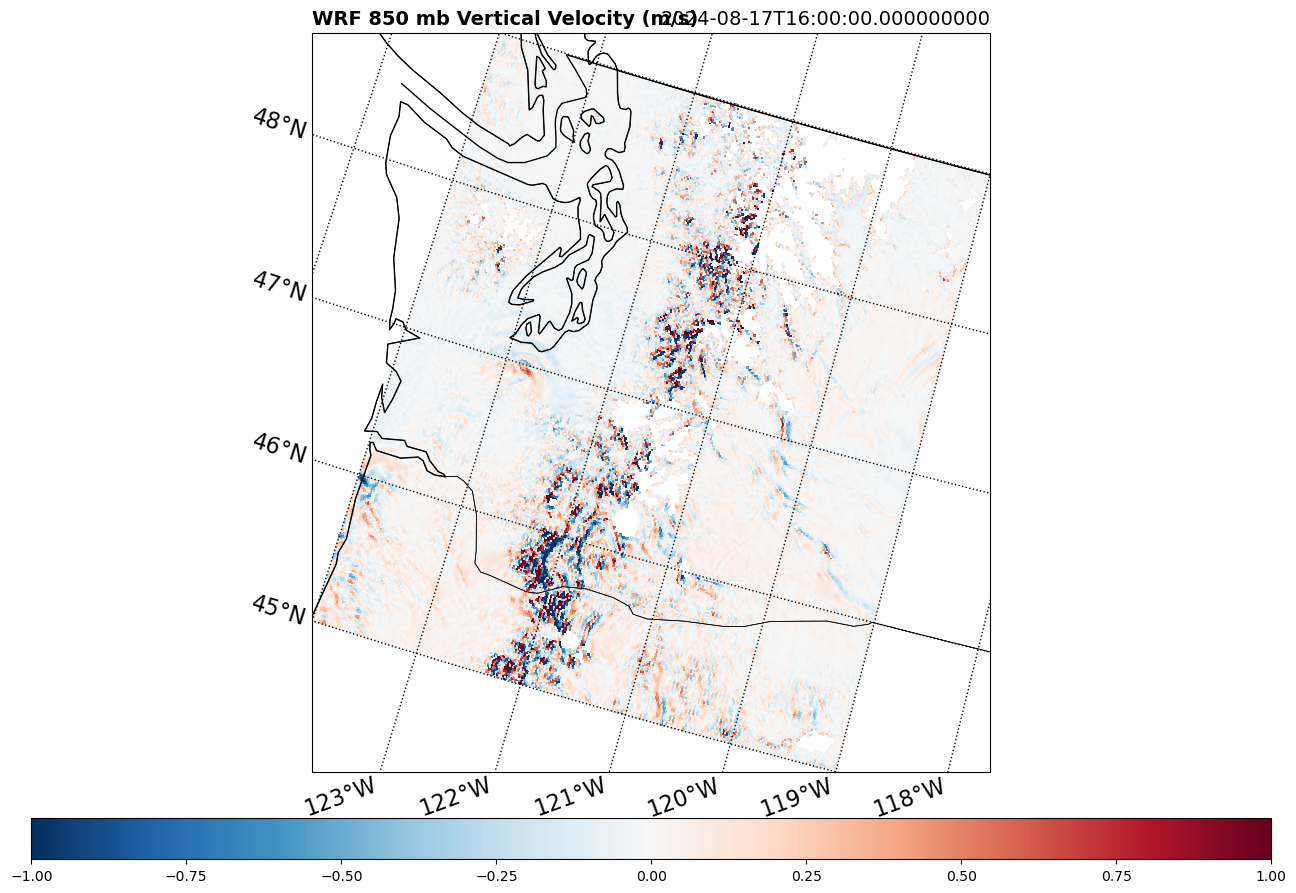 WRF 850 mb Vertical Velocity (m/s) 2024-08-17T16:00:00.000000000
48°N
47°N
46°N
45°N
123°W 122°W 121°W 120°W 119°W 118°W
−1.00 −0.75 −0.50 −0.25 0.00 0.25 0.50 0.75 1.00